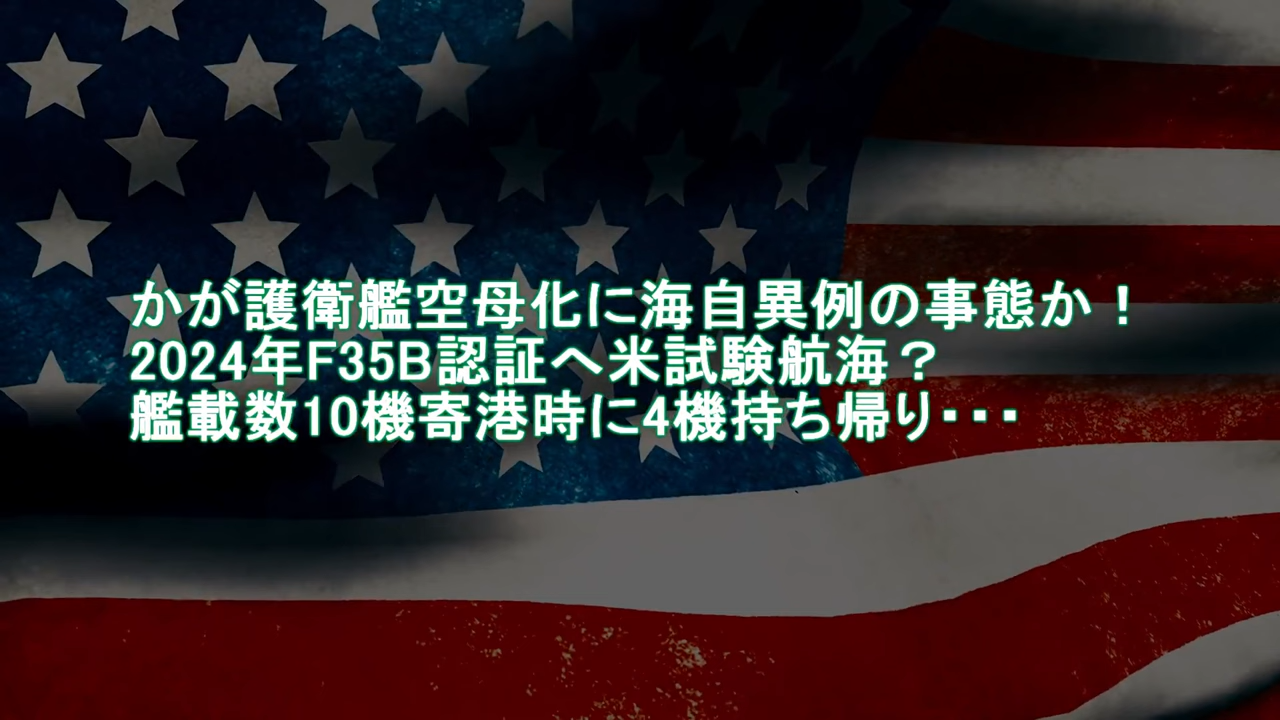 かが護衛艦空母化に海自異例の事態か！
2024年F35B認証へ米試験航海？
艦載数10機寄港時に4機持ち帰り・・・